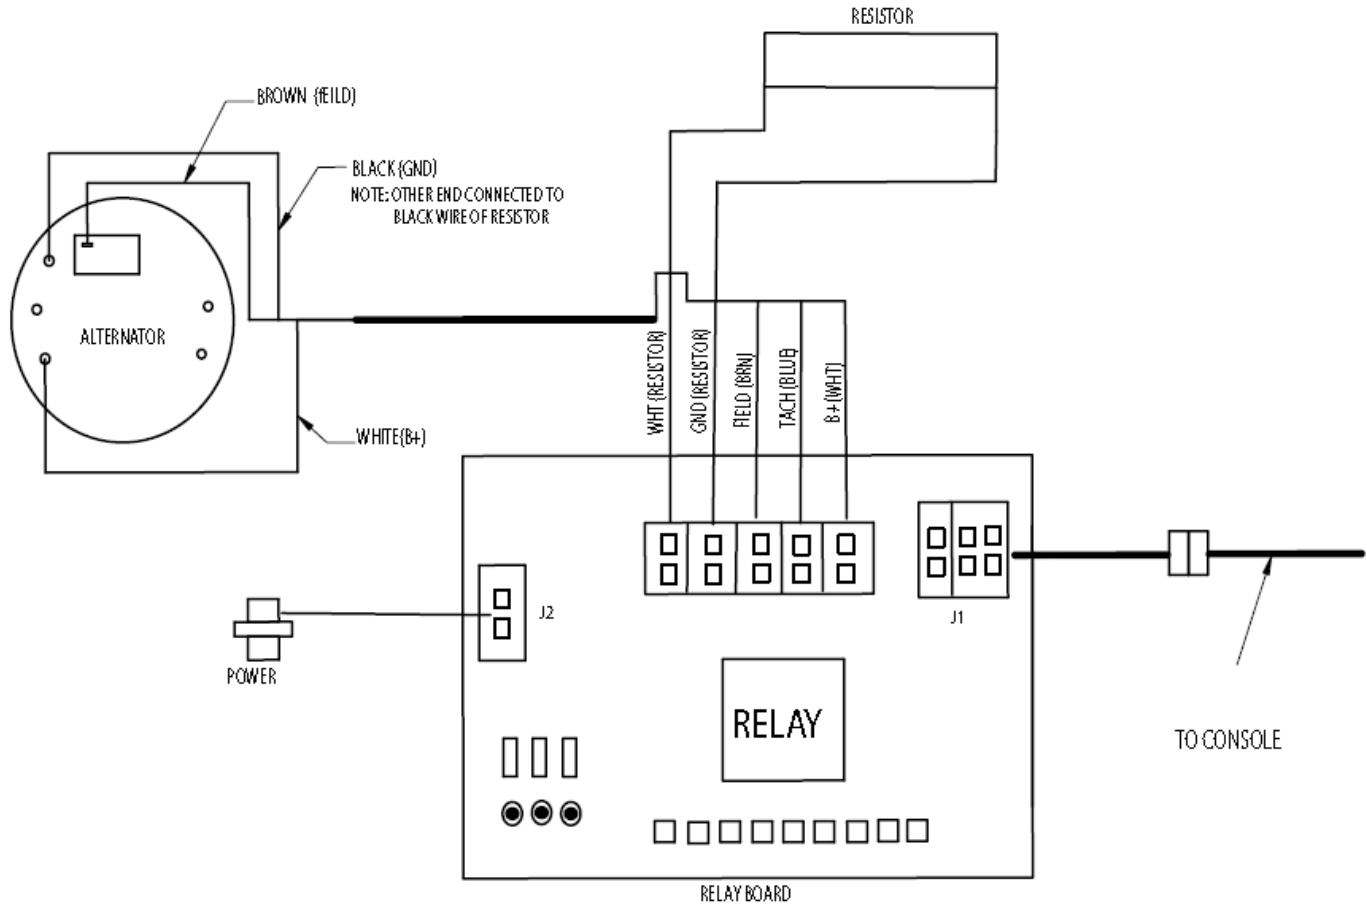 RESISTOR
BROWN (fEILD)
BLACK (GND)
NOTE: OTHER END CONNECTED TO
BLACK WIRE OF RESISTOR
ALTERNATOR
WHITE(B+)
WHT (RESISTOR)
GND (RESISTOR)
FIELD (BRN)
TACH (BLUE)
B+ (WHT)
J2
J1
POWER
RELAY
TO CONSOLE
RELAY BOARD